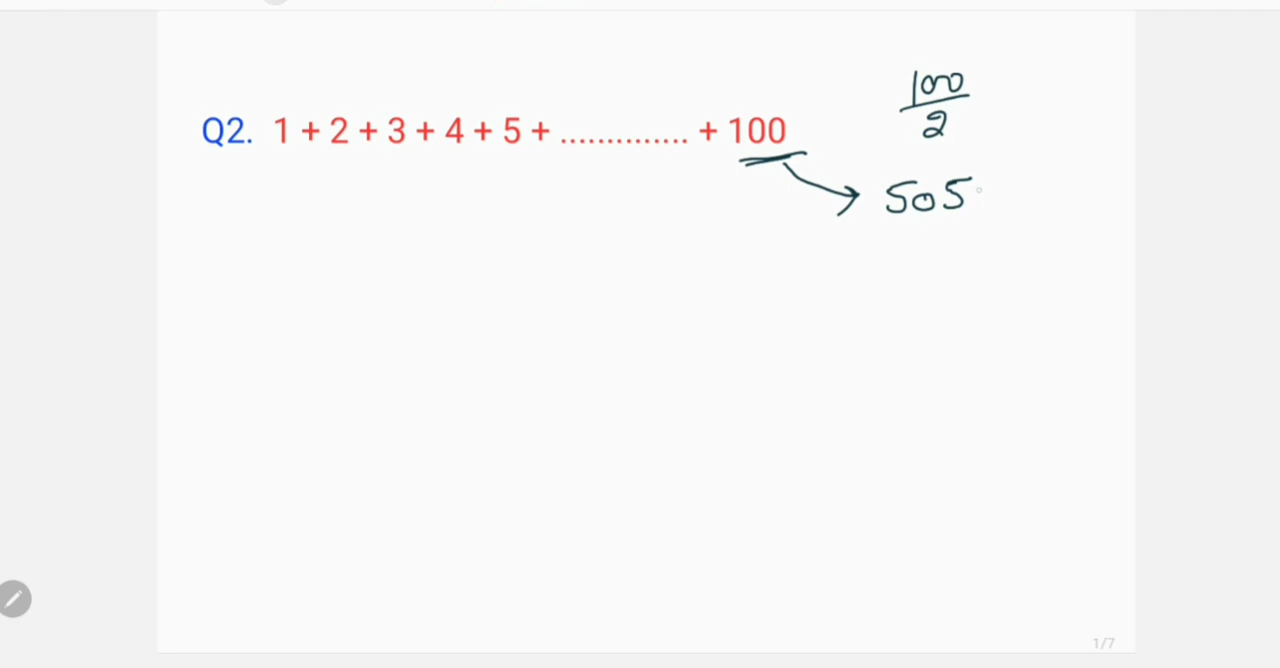 Q2. 1 + 2 + 3 + 4 + 5 + .............. + 100
100
2
505
1/7